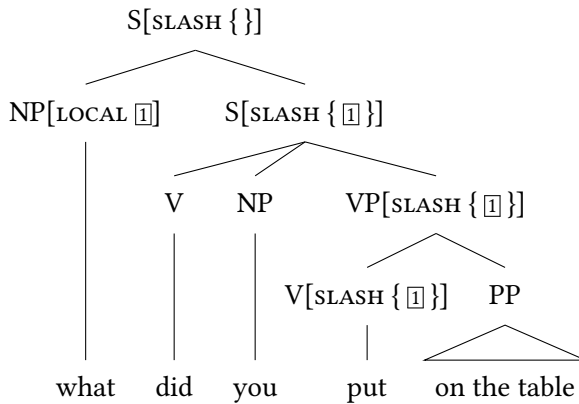 S[SLASH {}]
NP[LOCAL 1] S[SLASH { 1 }]
V NP VP[SLASH { 1 }]
V[SLASH { 1 }] PP
what did you put on the table